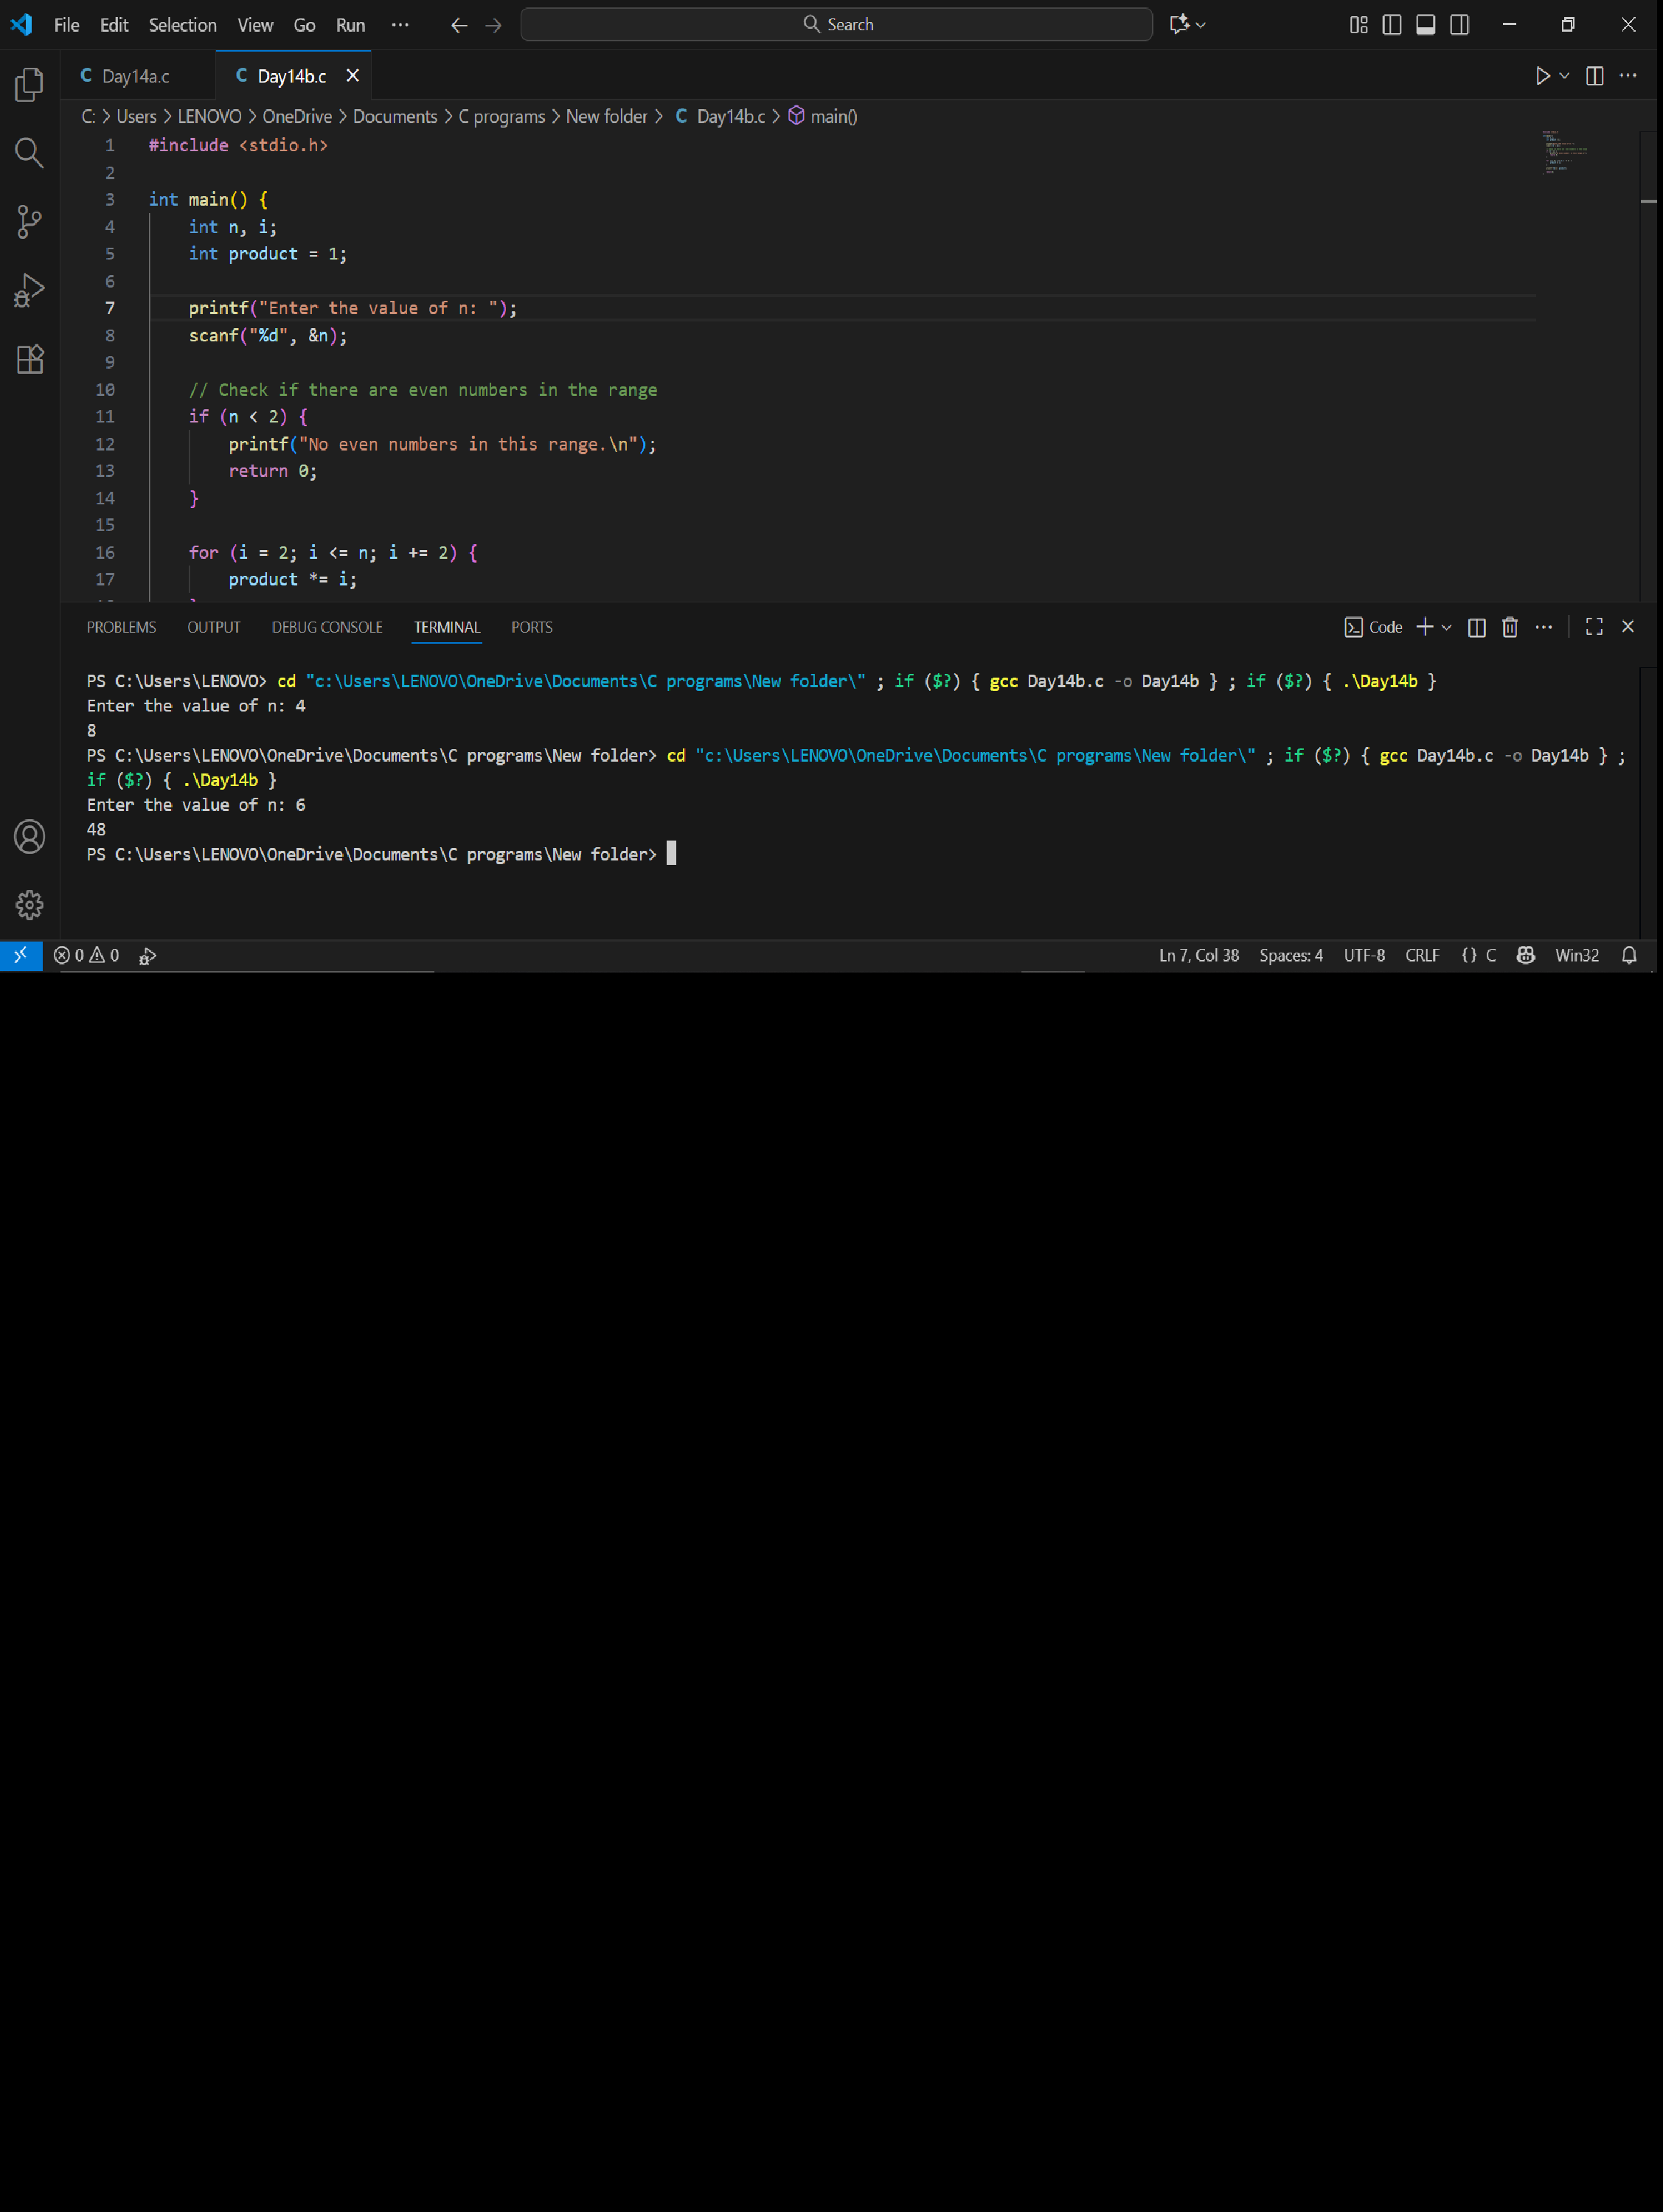 File Edit Selection View Go Run ··· Search
Day14a.c Day14b.c
C: > Users > LENOVO > OneDrive > Documents > C programs > New folder > C Day14b.c > main()
1 #include <stdio.h>
2
3 int main() {
4 int n, i;
5 int product = 1;
6
7 printf("Enter the value of n: ");
8 scanf("%d", &n);
9
10 // Check if there are even numbers in the range
11 if (n < 2) {
12 printf("No even numbers in this range.\n");
13 return 0;
14 }
15
16 for (i = 2; i <= n; i += 2) {
17 product *= i;
PROBLEMS OUTPUT DEBUG CONSOLE TERMINAL PORTS Code
PS C:\Users\LENOVO> cd "c:\Users\LENOVO\OneDrive\Documents\C programs\New folder\" ; if ($?) { gcc Day14b.c -o Day14b } ; if ($?) { .\Day14b }
Enter the value of n: 4
8
PS C:\Users\LENOVO\OneDrive\Documents\C programs\New folder> cd "c:\Users\LENOVO\OneDrive\Documents\C programs\New folder\" ; if ($?) { gcc Day14b.c -o Day14b } ;
if ($?) { .\Day14b }
Enter the value of n: 6
48
PS C:\Users\LENOVO\OneDrive\Documents\C programs\New folder>
0 0 Ln 7, Col 38 Spaces: 4 UTF-8 CRLF {} C Win32